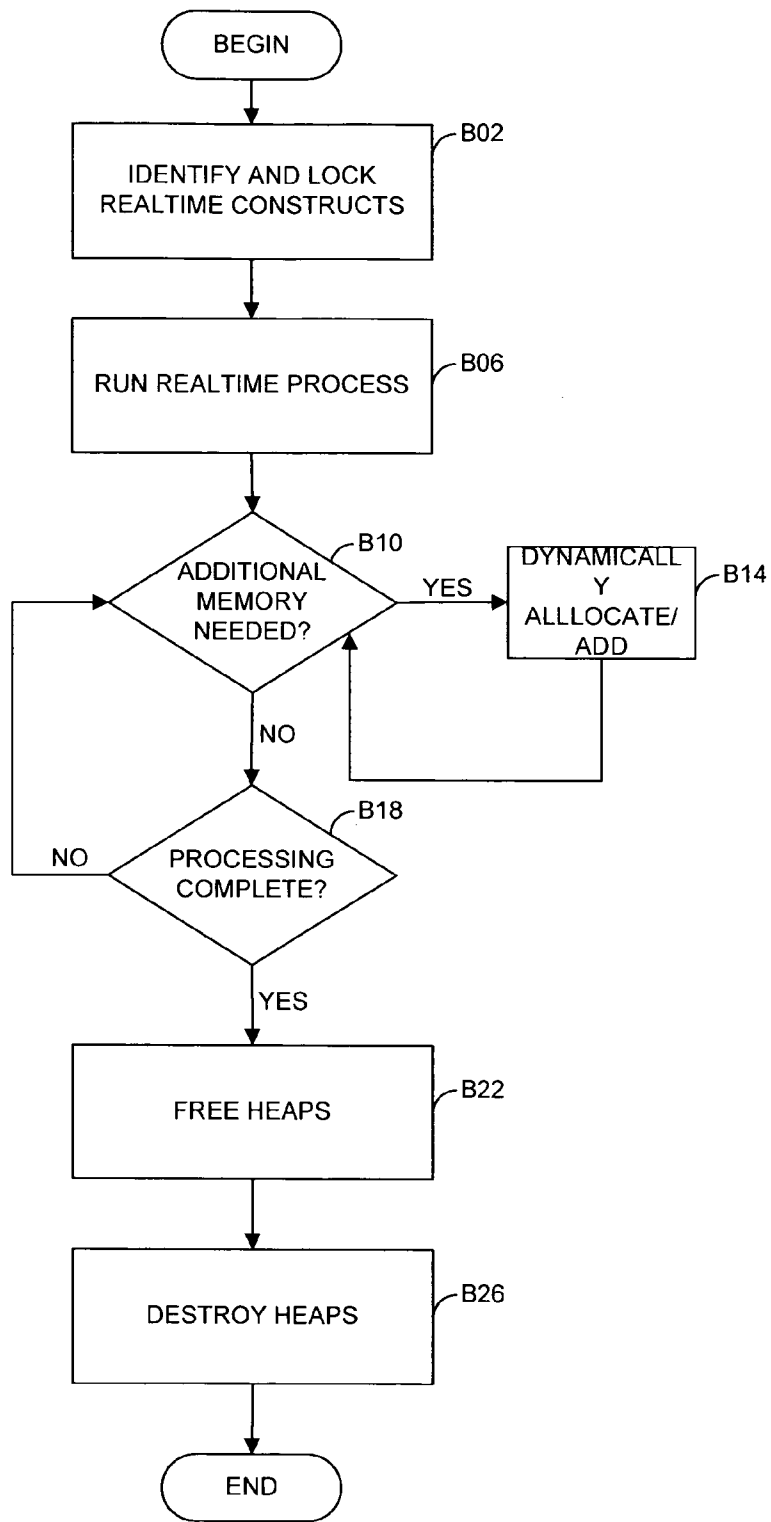 BEGIN
B02
IDENTIFY AND LOCK
REALTIME CONSTRUCTS
B06
RUN REALTIME PROCESS
B10
ADDITIONAL
MEMORY
NEEDED?
YES
DYNAMICALL
Y
ALLLOCATE/
ADD
B14
NO
B18
PROCESSING
COMPLETE?
NO
YES
B22
FREE HEAPS
B26
DESTROY HEAPS
END